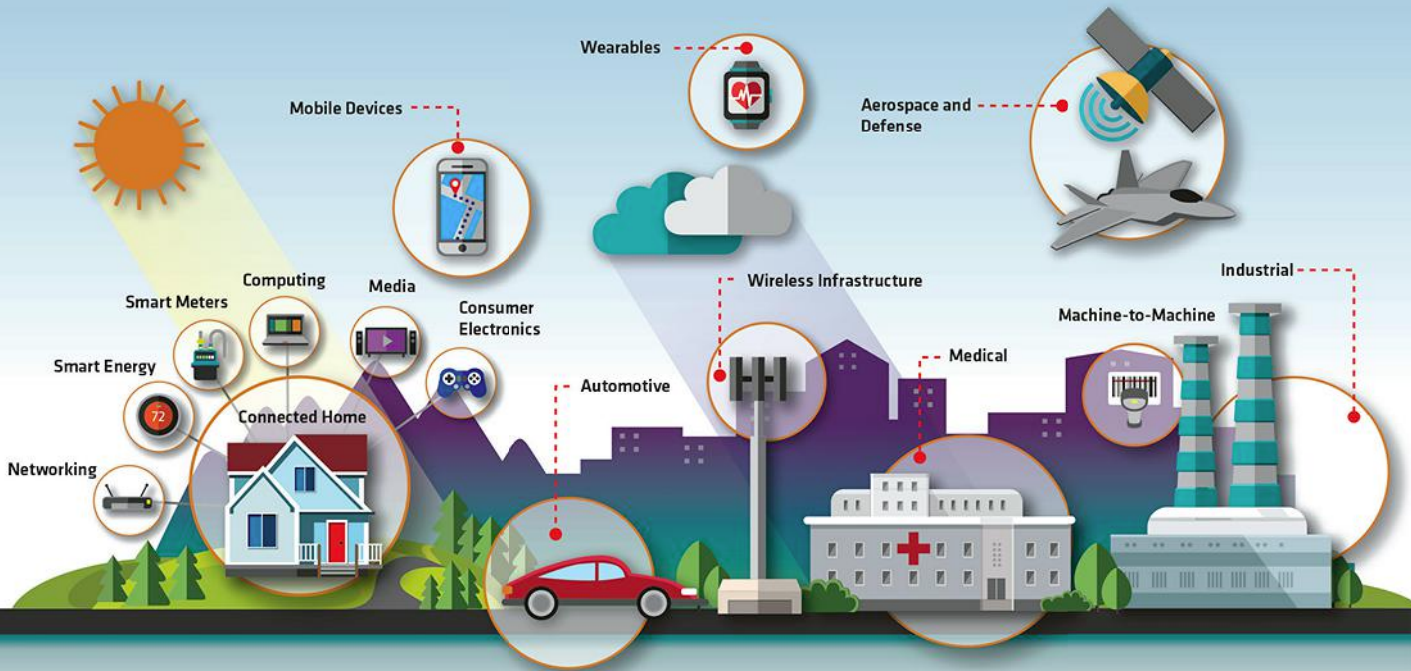 Wearables
Mobile Devices
Aerospace and
Defense
Computing
Media
Smart Meters
Consumer
Electronics
Wireless Infrastructure
Industrial
Machine-to-Machine
Smart Energy
72
Automotive
Medical
Connected Home
Networking